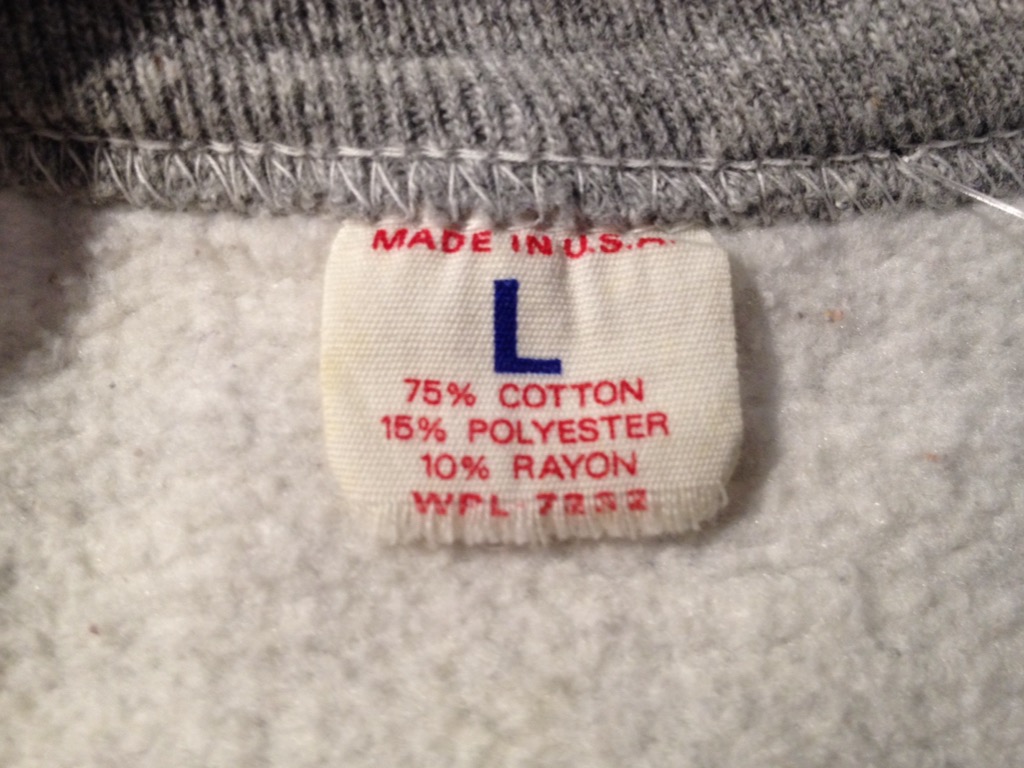 MADE IN U.S.A.
L
75% COTTON
15% POLYESTER
10% RAYON
WPL